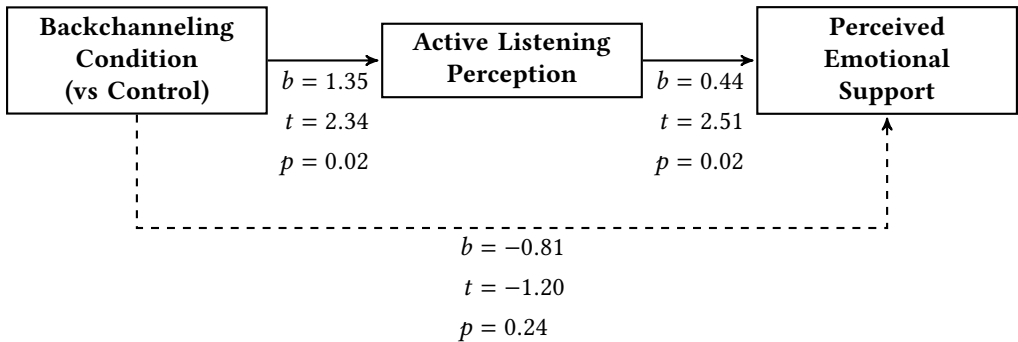 Backchanneling
Condition
(vs Control)
Active Listening
Perception
Perceived
Emotional
Support
b = 1.35
t = 2.34
p = 0.02
b = 0.44
t = 2.51
p = 0.02
b = −0.81
t = −1.20
p = 0.24